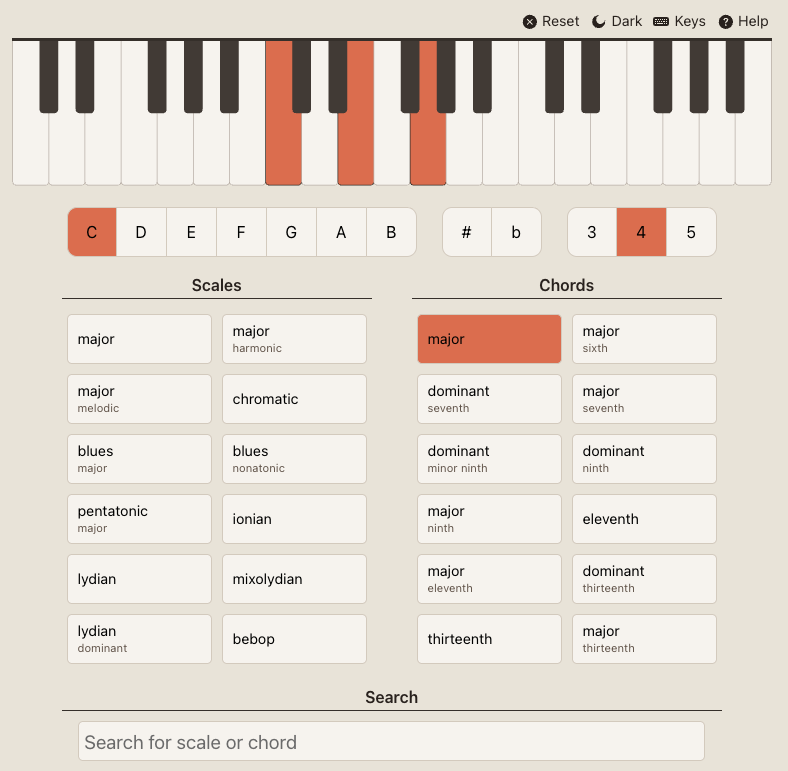 Reset Dark Keys Help
C D E F G A B # b 3 4 5
Scales
major
major
harmonic
major
melodic
chromatic
blues
major
blues
nonatonic
pentatonic
major
ionian
lydian
mixolydian
lydian
dominant
bebop
Chords
major
major
sixth
dominant
seventh
major
seventh
dominant
minor ninth
dominant
ninth
major
ninth
eleventh
major
eleventh
dominant
thirteenth
thirteenth
major
thirteenth
Search
Search for scale or chord